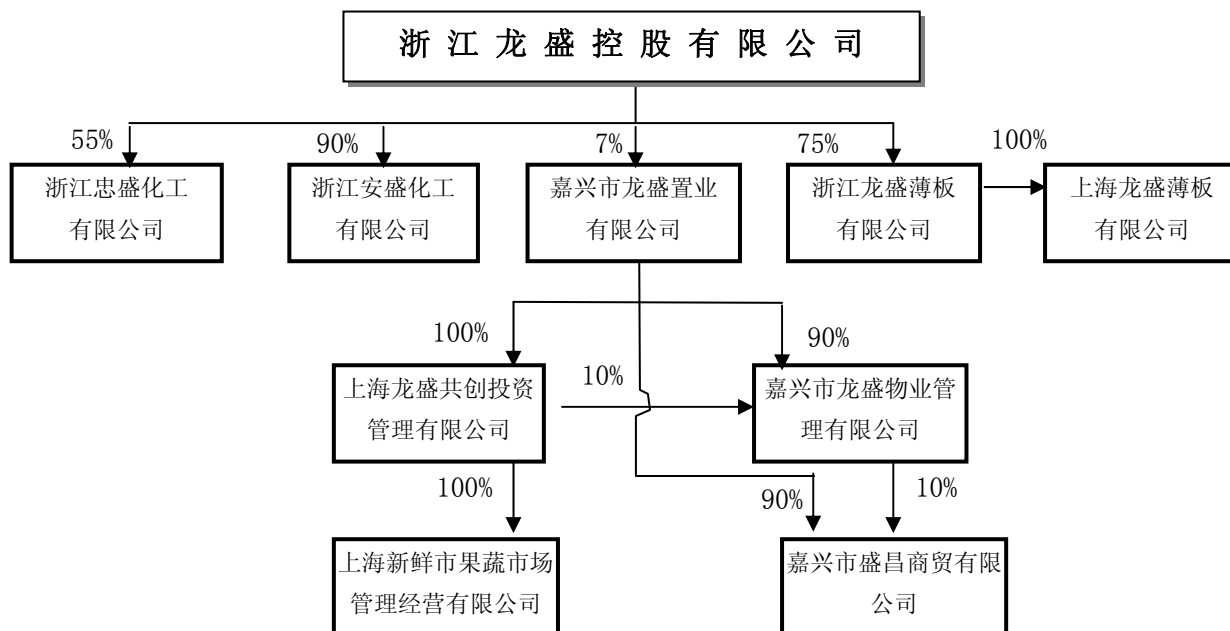 浙江龙盛控股有限公司
55%
90%
7%
75%
100%
浙江忠盛化工
有限公司
浙江安盛化工
有限公司
嘉兴市龙盛置业
有限公司
浙江龙盛薄板
有限公司
上海龙盛薄板
有限公司
100%
90%
10%
上海龙盛共创投资
管理有限公司
嘉兴市龙盛物业管
理有限公司
100%
90%
10%
上海新鲜市果蔬市场
管理经营有限公司
嘉兴市盛昌商贸有限
公司